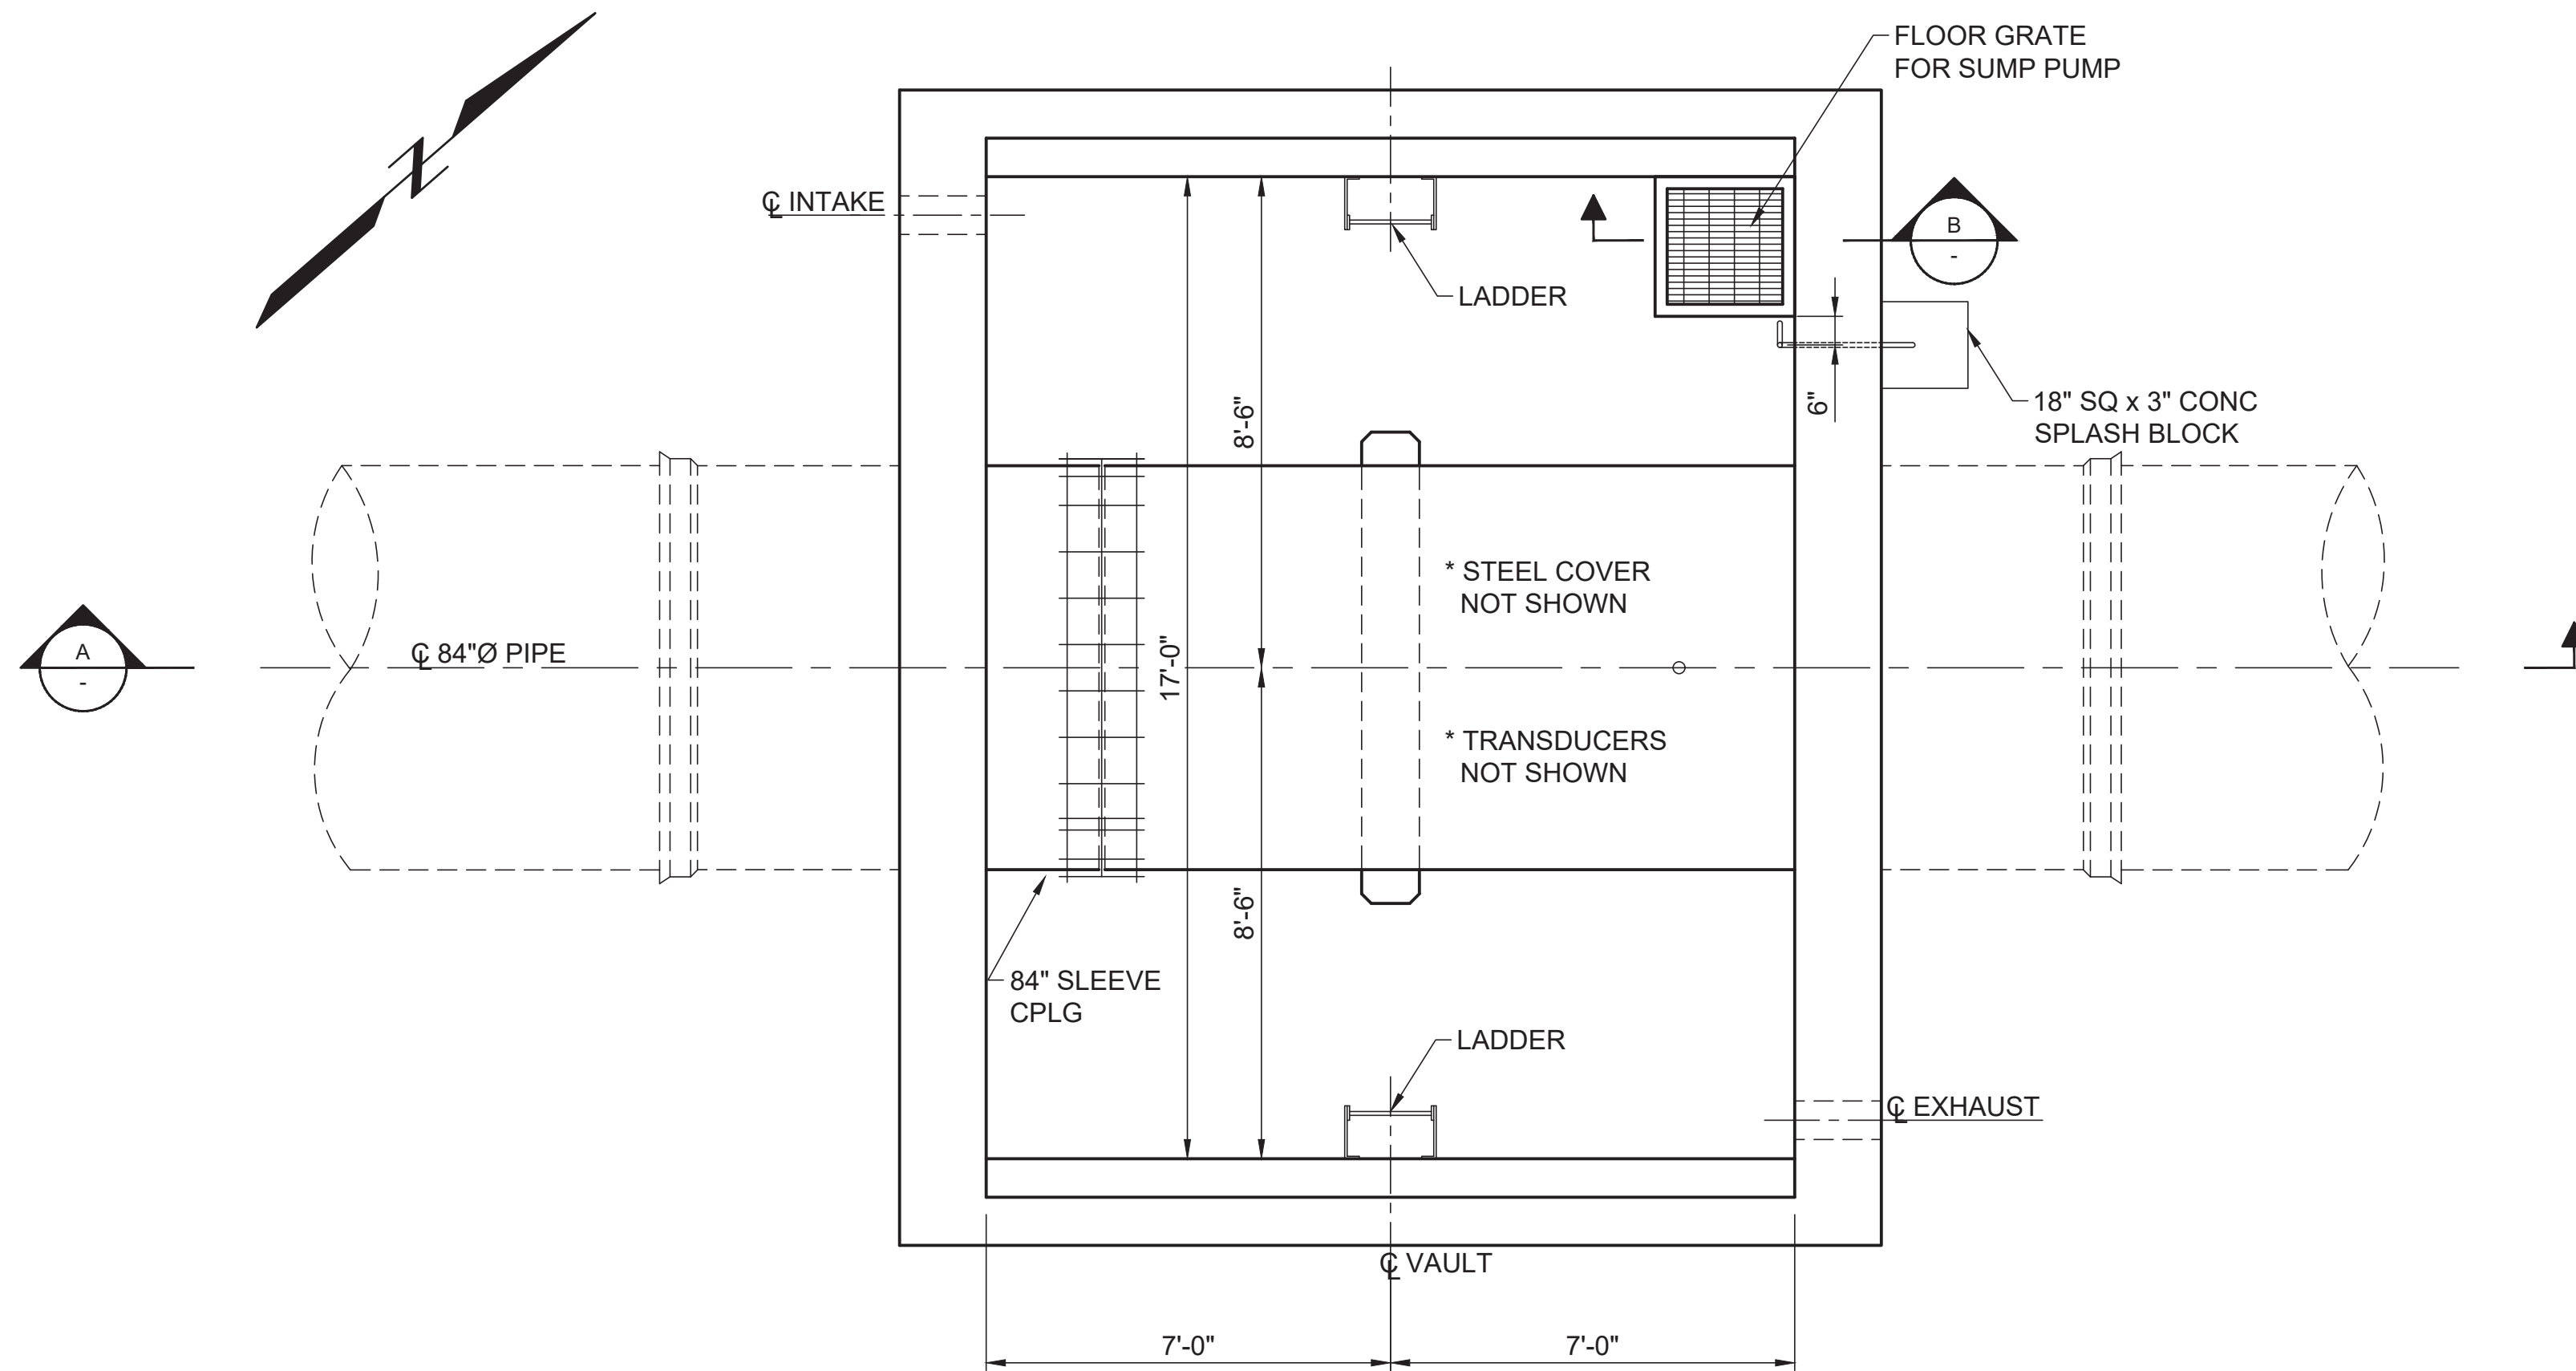 FLOOR GRATE
FOR SUMP PUMP
N
℄ INTAKE
B
-
LADDER
8'-6"
6"
18" SQ x 3" CONC
SPLASH BLOCK
* STEEL COVER
NOT SHOWN
A
-
℄ 84"Ø PIPE
17'-0"
* TRANSDUCERS
NOT SHOWN
8'-6"
84" SLEEVE
CPLG
LADDER
℄ EXHAUST
℄ VAULT
7'-0"
7'-0"